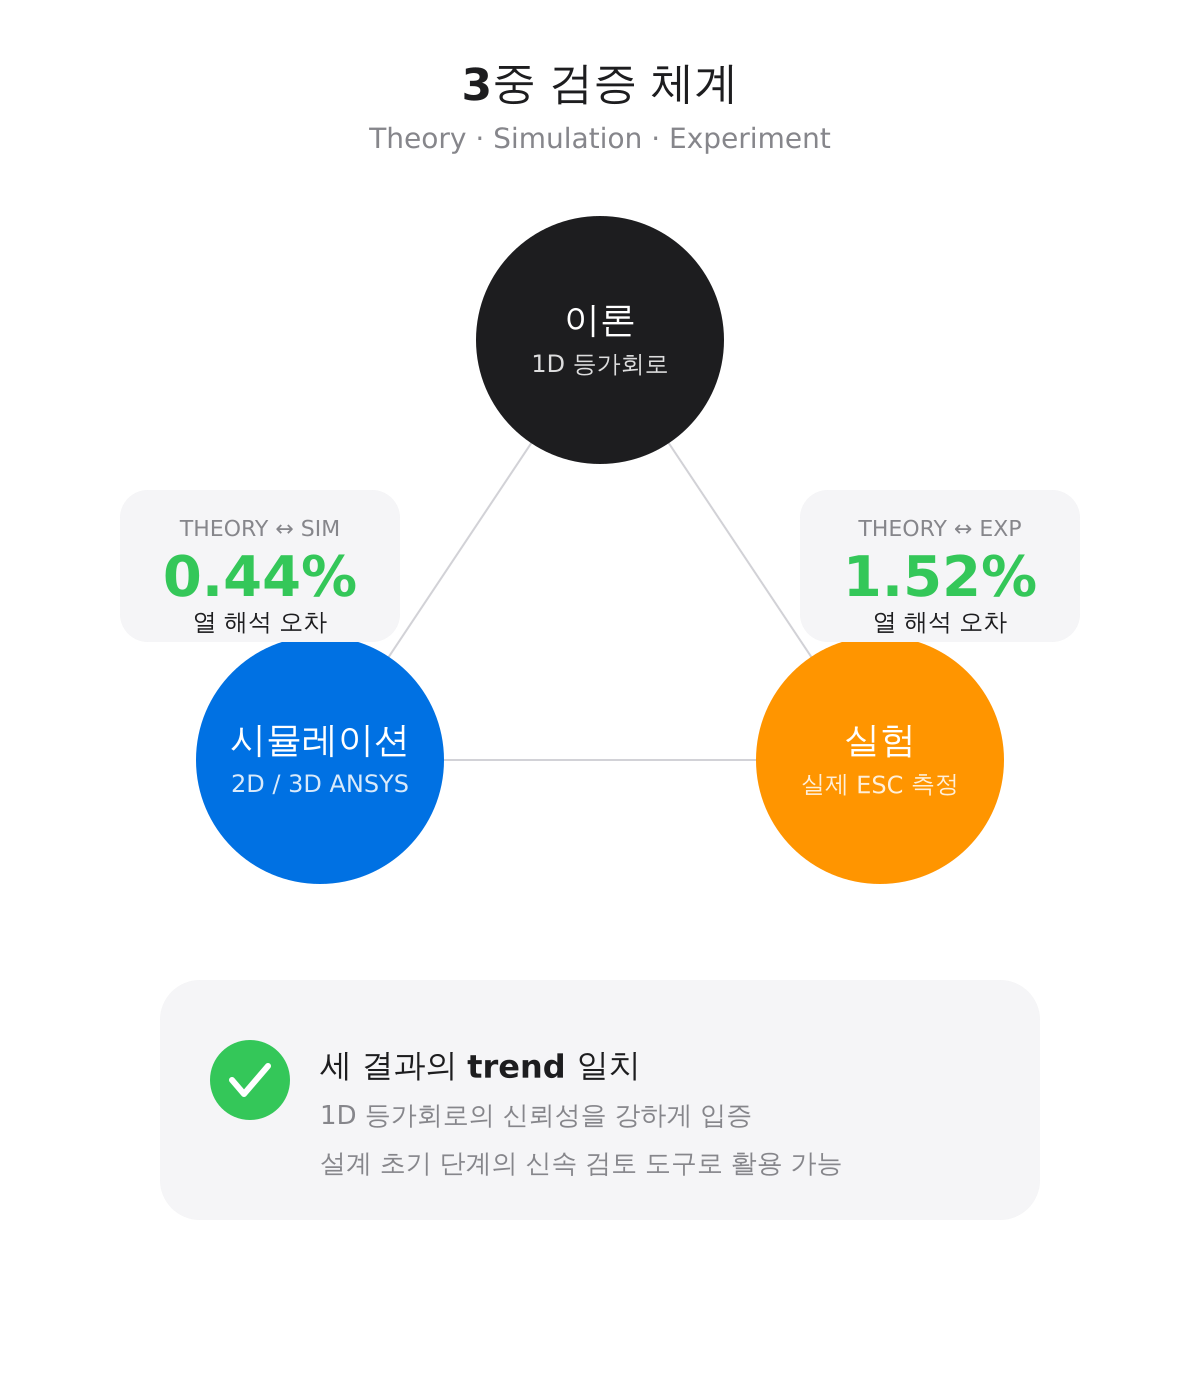 3중 검증 체계
Theory · Simulation · Experiment
이론
1D 등가회로
THEORY ↔ SIM
0.44%
열 해석 오차
THEORY ↔ EXP
1.52%
열 해석 오차
시뮬레이션
2D / 3D ANSYS
실험
실제 ESC 측정
세 결과의 trend 일치
1D 등가회로의 신뢰성을 강하게 입증
설계 초기 단계의 신속 검토 도구로 활용 가능